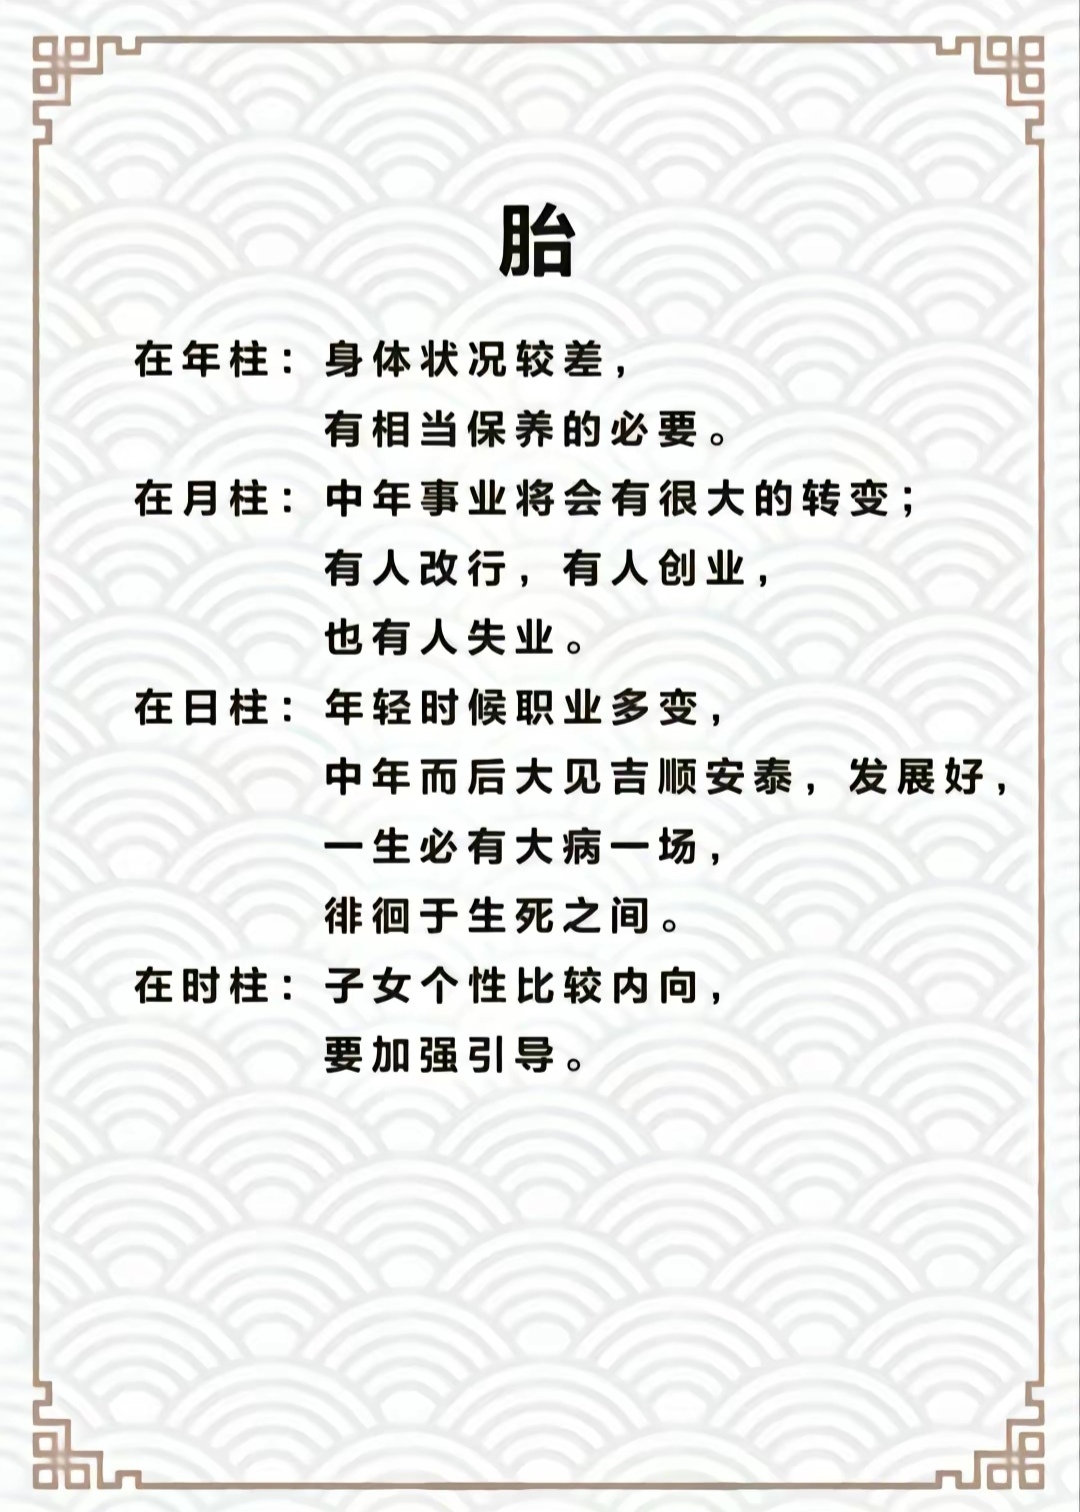 胎
在年柱：身体状况较差，
有相当保养的必要。
在月柱：中年事业将会有很大的转变；
有人改行，有人创业，
也有人失业。
在日柱：年轻时候职业多变，
中年而后大见吉顺安泰，发展好，
一生必有大病一场，
徘徊于生死之间。
在时柱：子女个性比较内向，
要加强引导。